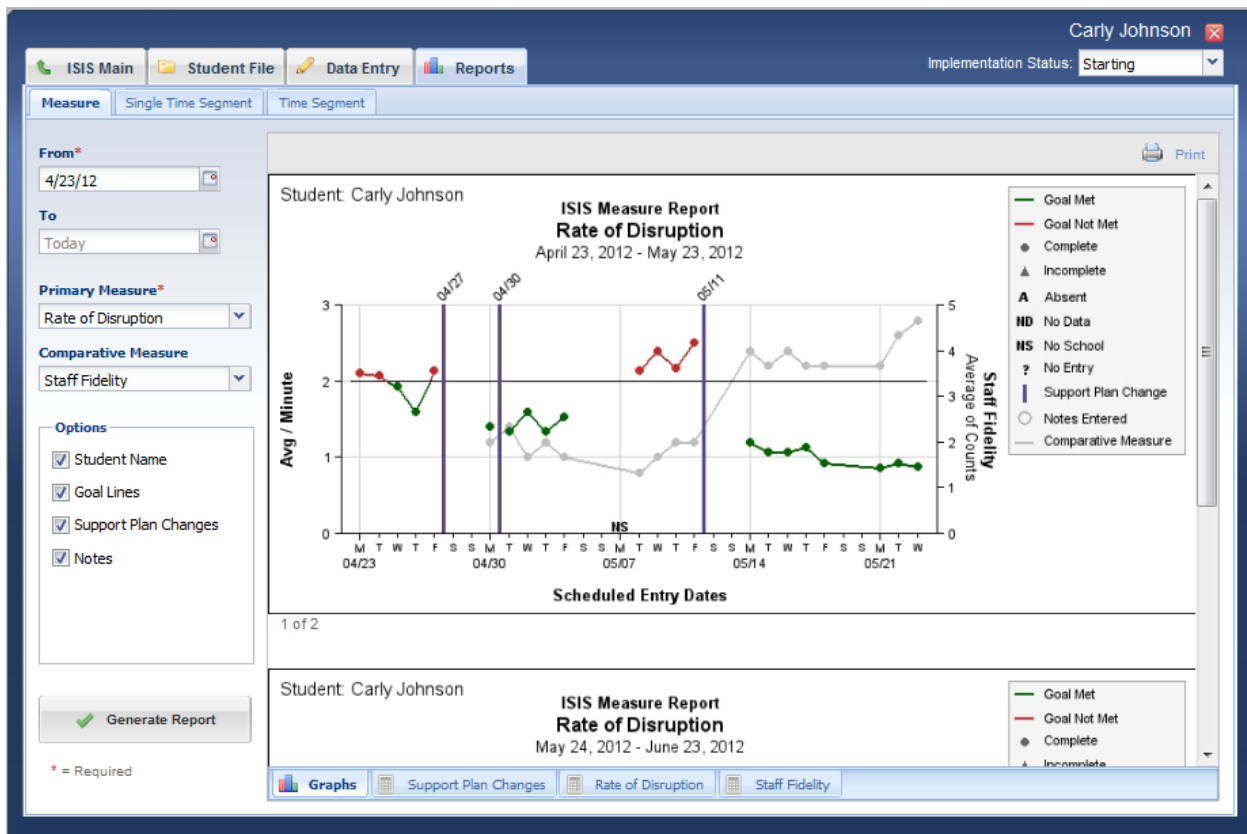 Carly Johnson
ISIS Main Student File Data Entry Reports
Implementation Status: Starting
Measure Single Time Segment Time Segment
From*
4/23/12
To
Today
Primary Measure*
Rate of Disruption
Comparative Measure
Staff Fidelity
Options
Student Name
Goal Lines
Support Plan Changes
Notes
Generate Report
* = Required
Print
Student: Carly Johnson
ISIS Measure Report
Rate of Disruption
April 23, 2012 - May 23, 2012
Goal Met
Goal Not Met
Complete
Incomplete
A Absent
ND No Data
NS No School
? No Entry
Support Plan Change
Notes Entered
Comparative Measure
04/27 04/30 05/11
Avg / Minute
3
2
1
0
5
4
3
2
1
0
Staff Fidelity
Average of Counts
NS
M T W T F S S M T W T F S S M T W T F S S M T W T F S S M T W
04/23 04/30 05/07 05/14 05/21
Scheduled Entry Dates
1 of 2
Student: Carly Johnson
ISIS Measure Report
Rate of Disruption
May 24, 2012 - June 23, 2012
Goal Met
Goal Not Met
Complete
Incomplete
Graphs Support Plan Changes Rate of Disruption Staff Fidelity